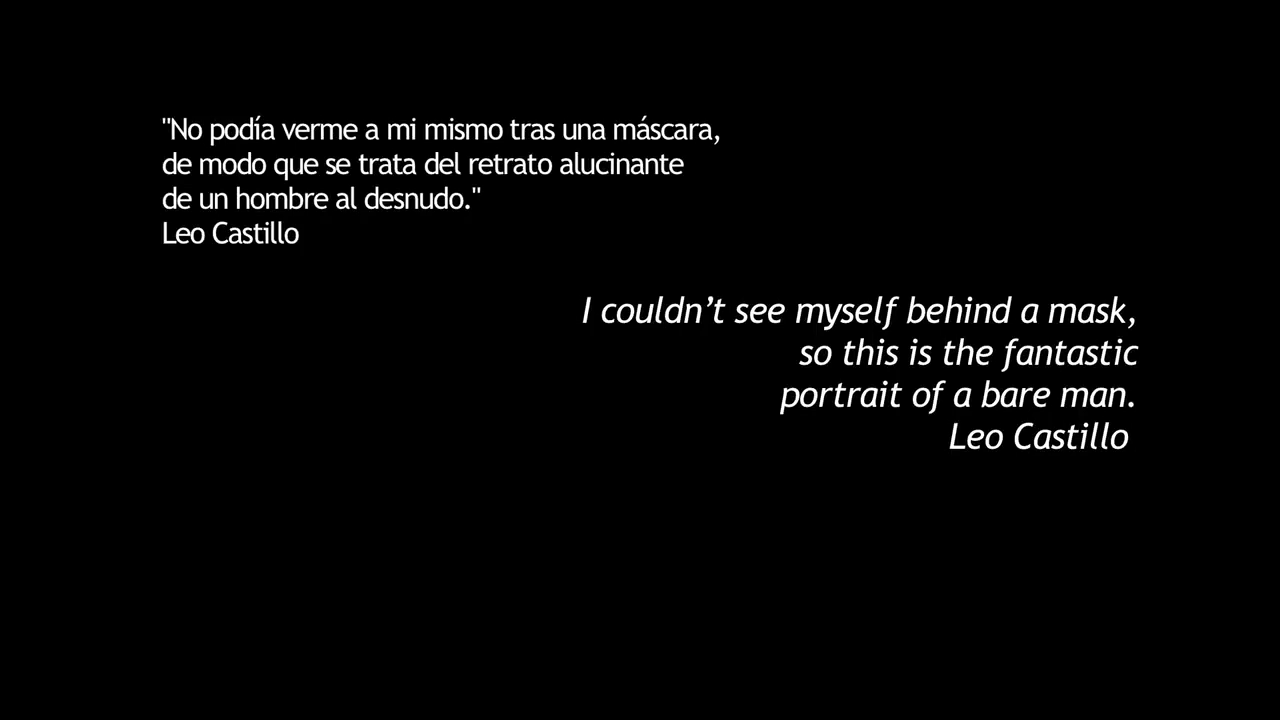 "No podía verme a mi mismo tras una máscara,
de modo que se trata del retrato alucinante
de un hombre al desnudo."
Leo Castillo
I couldn’t see myself behind a mask,
so this is the fantastic
portrait of a bare man.
Leo Castillo